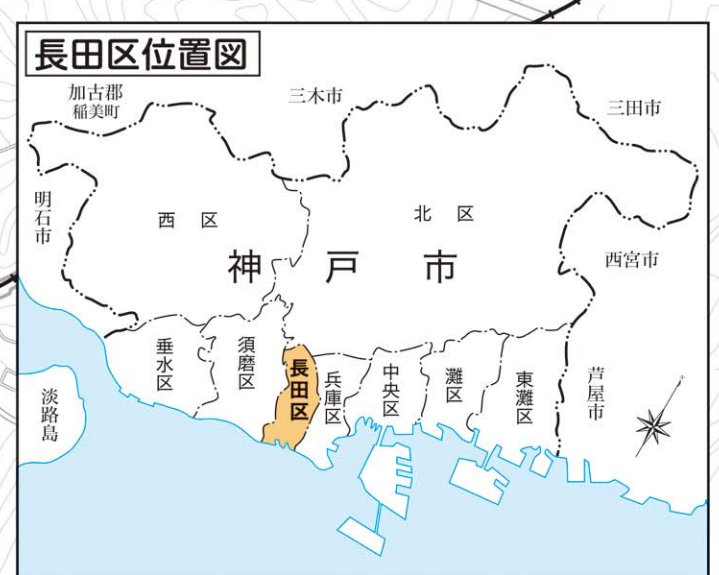 長田区位置図
加古郡
稲美町
三木市
三田市
明石市
西区
北区
神戸市
西宮市
垂水区
須磨区
長田区
兵庫区
中央区
灘区
東灘区
芦屋市
淡路島